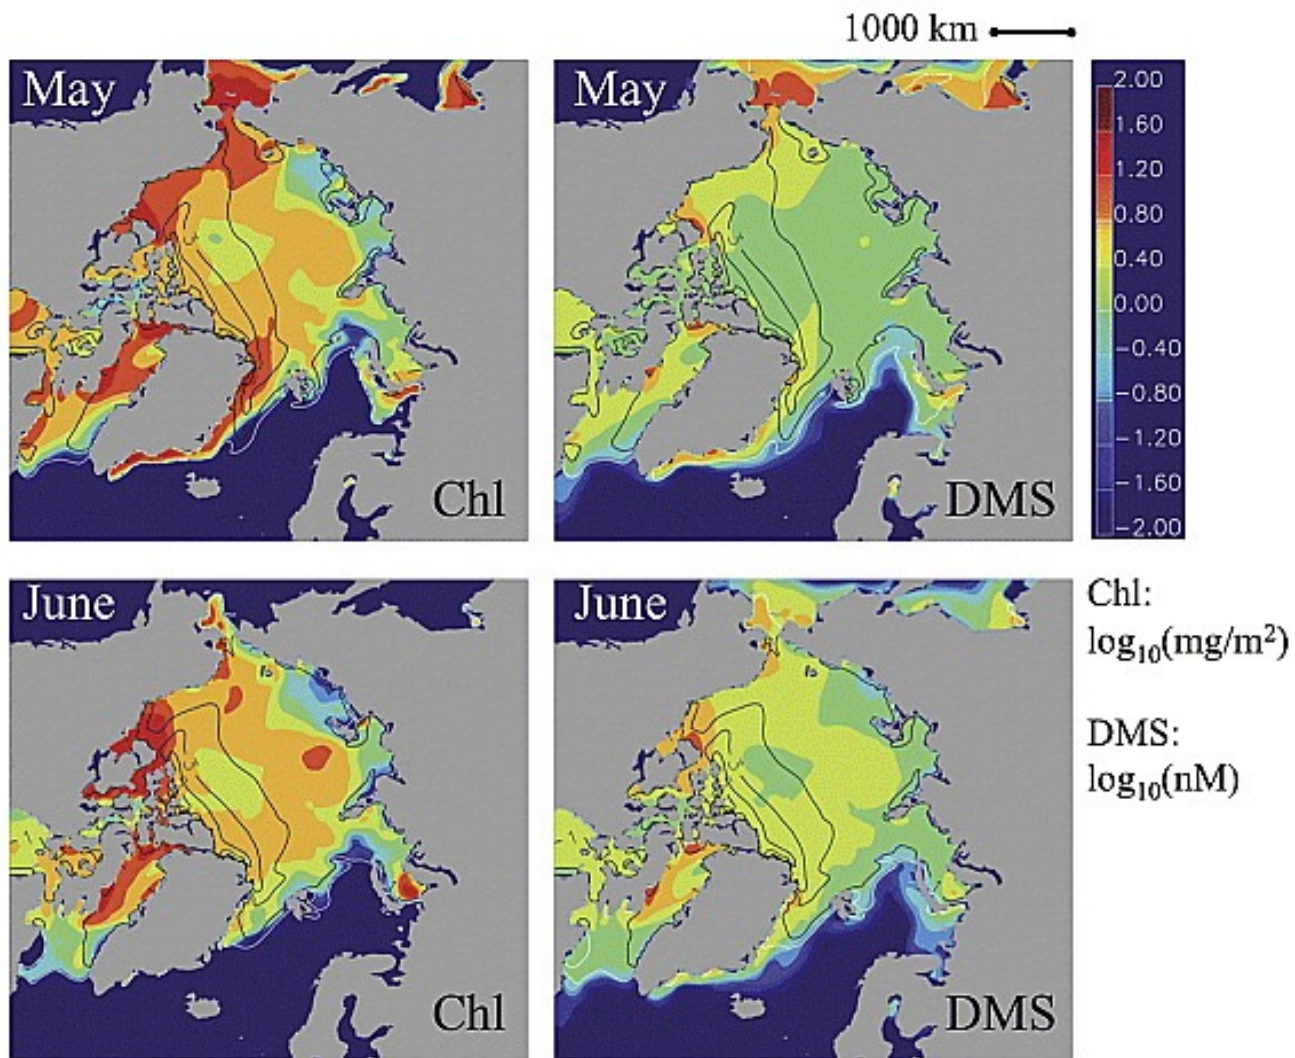 1000 km
May
May
Chl
DMS
2.00
1.60
1.20
0.80
0.40
0.00
−0.40
−0.80
−1.20
−1.60
−2.00
June
June
Chl
DMS
Chl:
log₁₀(mg/m²)
DMS:
log₁₀(nM)